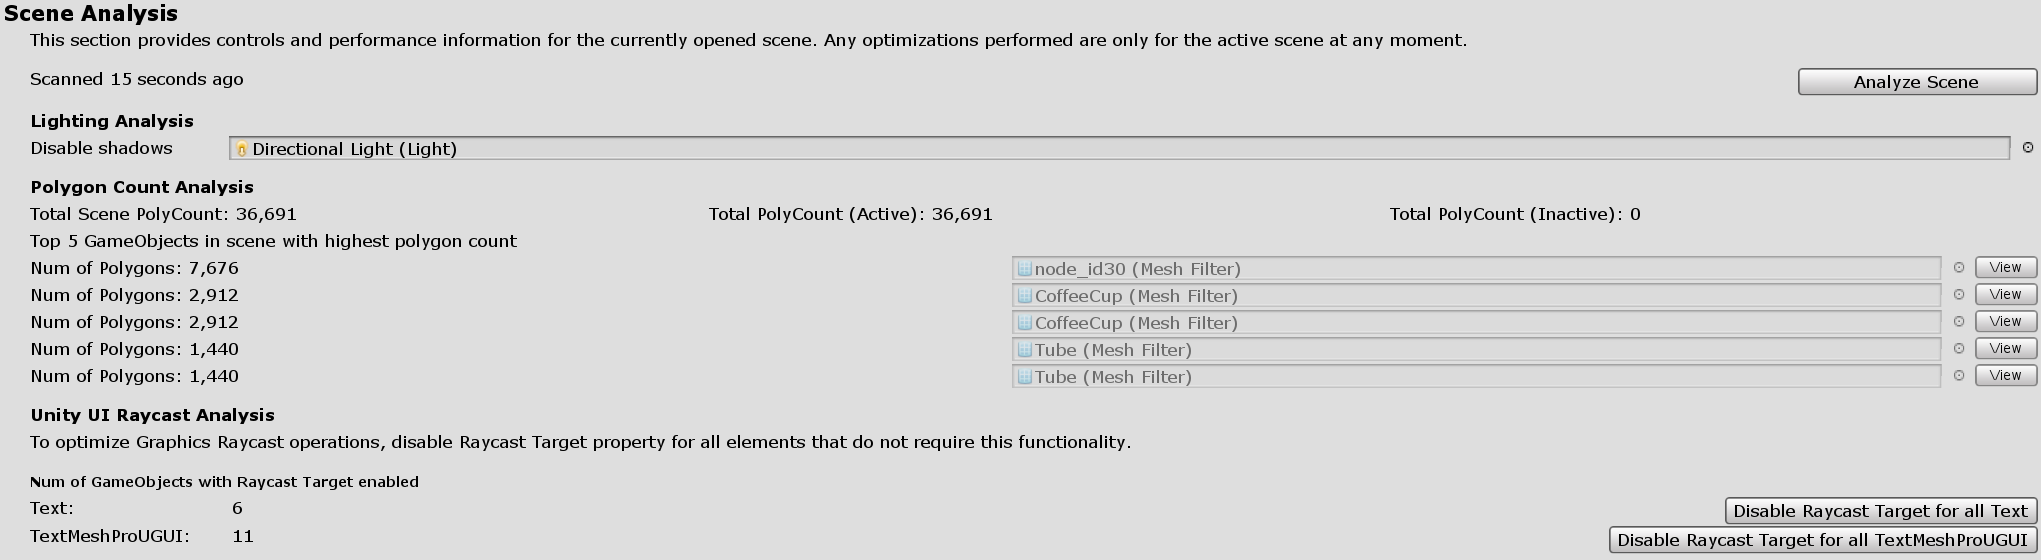 Scene Analysis
This section provides controls and performance information for the currently opened scene. Any optimizations performed are only for the active scene at any moment.
Scanned 15 seconds ago
Analyze Scene
Lighting Analysis
Disable shadows Directional Light (Light)
Polygon Count Analysis
Total Scene PolyCount: 36,691 Total PolyCount (Active): 36,691 Total PolyCount (Inactive): 0
Top 5 GameObjects in scene with highest polygon count
Num of Polygons: 7,676 node_id30 (Mesh Filter) View
Num of Polygons: 2,912 CoffeeCup (Mesh Filter) View
Num of Polygons: 2,912 CoffeeCup (Mesh Filter) View
Num of Polygons: 1,440 Tube (Mesh Filter) View
Num of Polygons: 1,440 Tube (Mesh Filter) View
Unity UI Raycast Analysis
To optimize Graphics Raycast operations, disable Raycast Target property for all elements that do not require this functionality.
Num of GameObjects with Raycast Target enabled
Text: 6 Disable Raycast Target for all Text
TextMeshProUGUI: 11 Disable Raycast Target for all TextMeshProUGUI